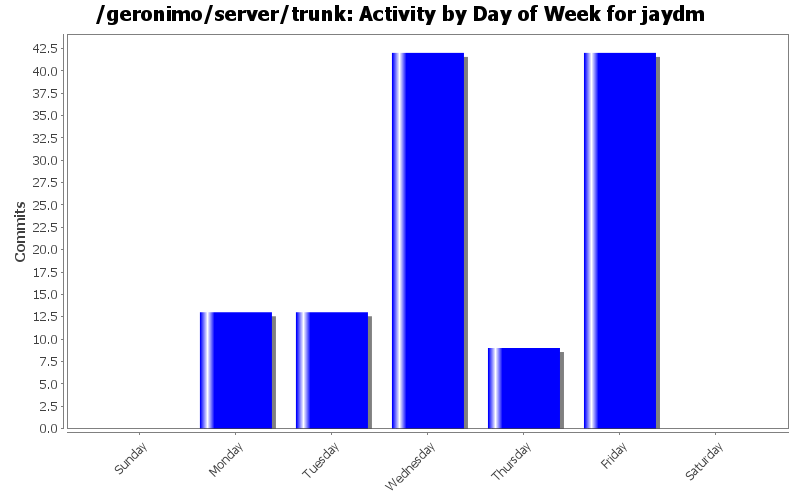 /geronimo/server/trunk: Activity by Day of Week for jaydm
42.5
40.0
37.5
35.0
32.5
30.0
27.5
25.0
22.5
20.0
17.5
15.0
12.5
10.0
7.5
5.0
2.5
0.0
Commits
Sunday
Monday
Tuesday
Wednesday
Thursday
Friday
Saturday